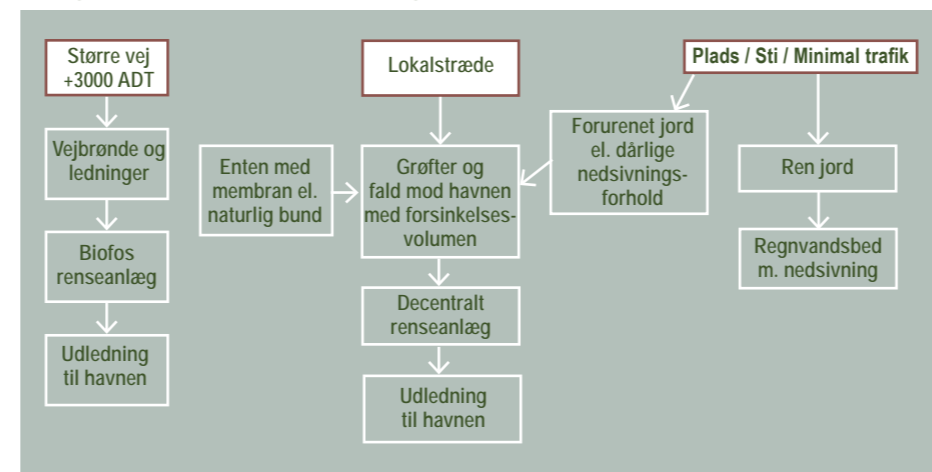 Større vej
+3000 ADT
Vejbrønde og
ledninger
Biofos
renseanlæg
Udledning
til havnen
Enten med
membran el.
naturlig bund
Lokalstræde
Grøfter og
fald mod havnen
med forsinkelses-
volumen
Decentralt
renseanlæg
Udledning
til havnen
Plads / Sti / Minimal trafik
Forurenet jord
el. dårlige
nedsivnings-
forhold
Ren jord
Regnvandsbed
m. nedsivning